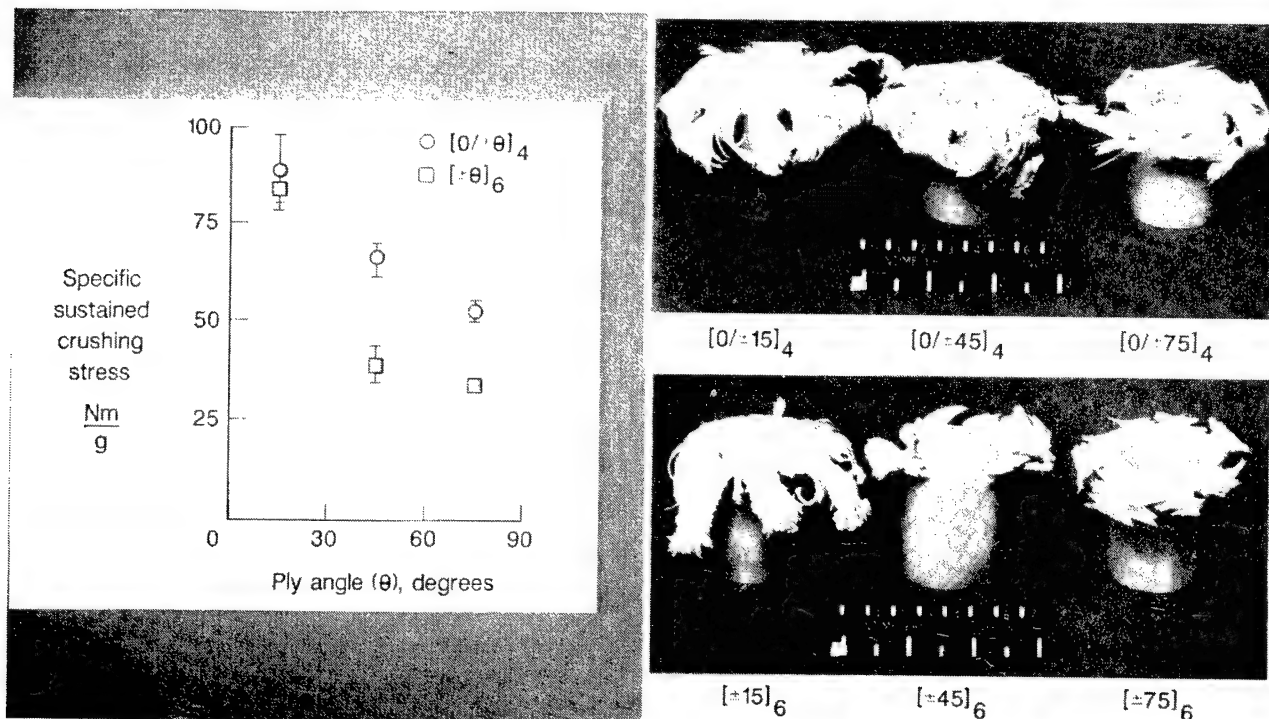 100
75
50
25
0
30
60
90
Specific
sustained
crushing
stress
Nm
g
Ply angle (θ), degrees
○ [0/±θ]₄
□ [±θ]₆
[0/±15]₄
[0/±45]₄
[0/±75]₄
[±15]₆
[±45]₆
[±75]₆